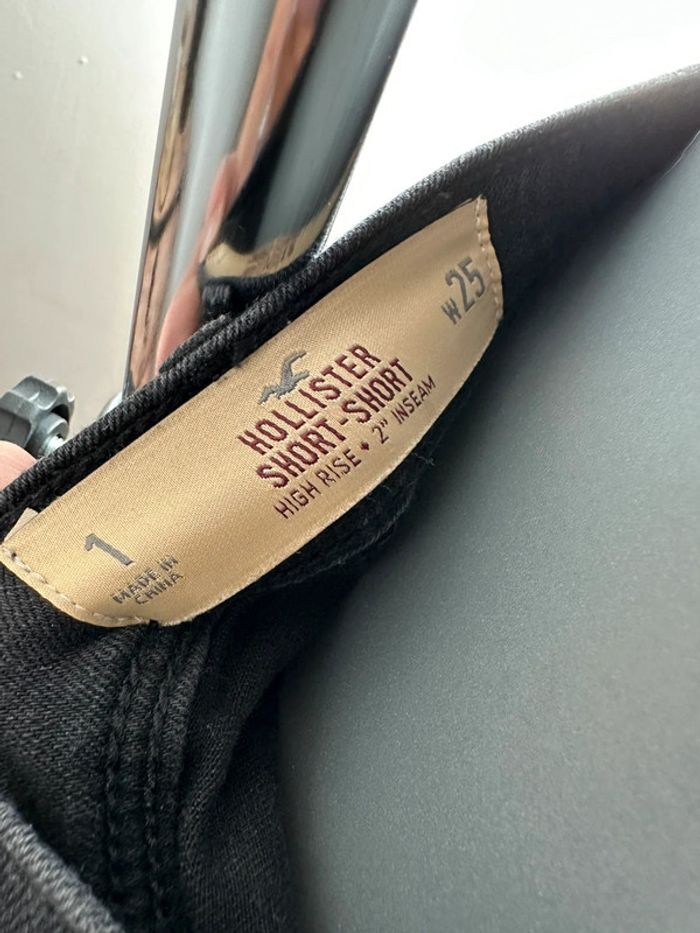 W25
HOLLISTER
SHORT-SHORT
HIGH RISE • 2" INSEAM
1
MADE IN
CHINA